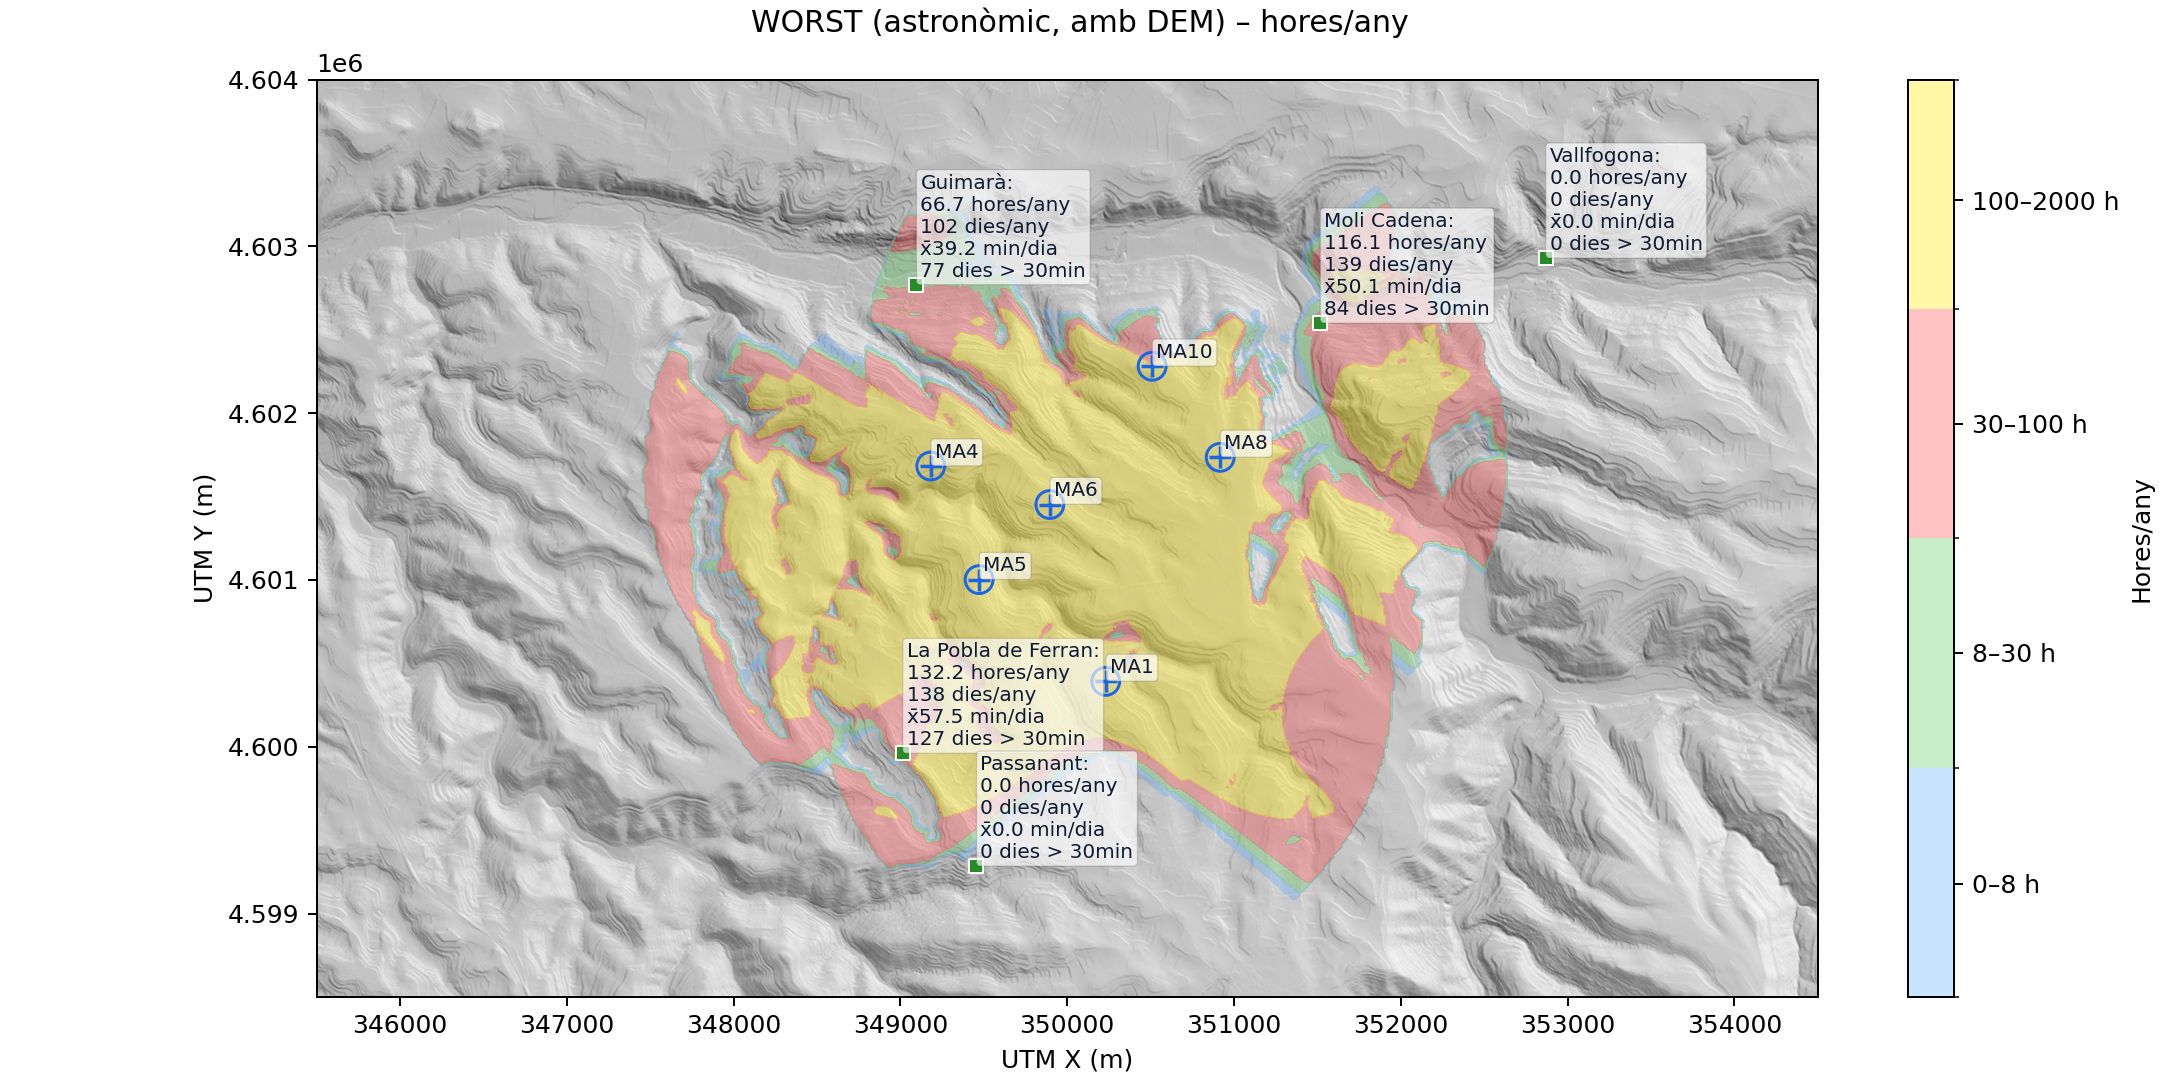 WORST (astronòmic, amb DEM) – hores/any
1e6
4.604
4.603
4.602
4.601
4.600
4.599
UTM Y (m)
346000
347000
348000
349000
350000
351000
352000
353000
354000
UTM X (m)
Guimarà:
66.7 hores/any
102 dies/any
x̄39.2 min/dia
77 dies > 30min
Moli Cadena:
116.1 hores/any
139 dies/any
x̄50.1 min/dia
84 dies > 30min
Vallfogona:
0.0 hores/any
0 dies/any
x̄0.0 min/dia
0 dies > 30min
MA10
MA4
MA8
MA6
MA5
MA1
La Pobla de Ferran:
132.2 hores/any
138 dies/any
x̄57.5 min/dia
127 dies > 30min
Passanant:
0.0 hores/any
0 dies/any
x̄0.0 min/dia
0 dies > 30min
100–2000 h
30–100 h
8–30 h
0–8 h
Hores/any